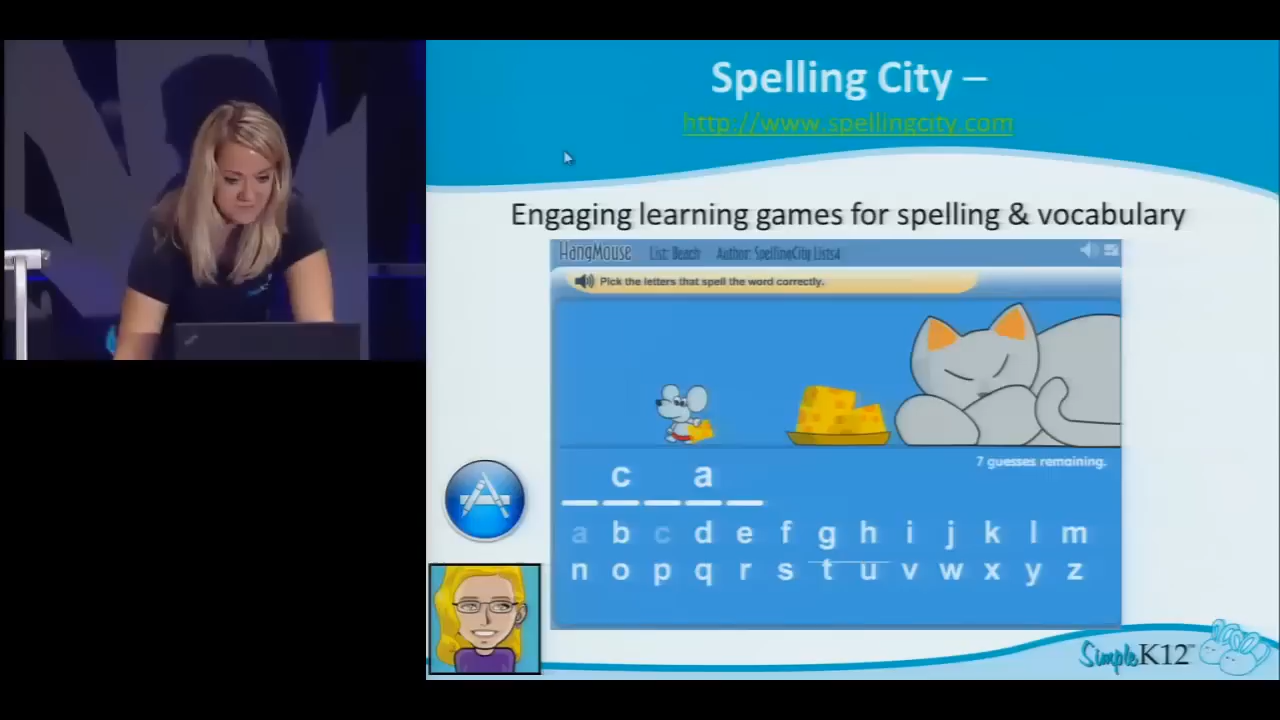 Spelling City –
http://www.spellingcity.com
Engaging learning games for spelling & vocabulary
HangMouse List: Beach Author: SpellingCity Lists4
Pick the letters that spell the word correctly.
7 guesses remaining.
c a
a b c d e f g h i j k l m
n o p q r s t u v w x y z
SimpleK12™